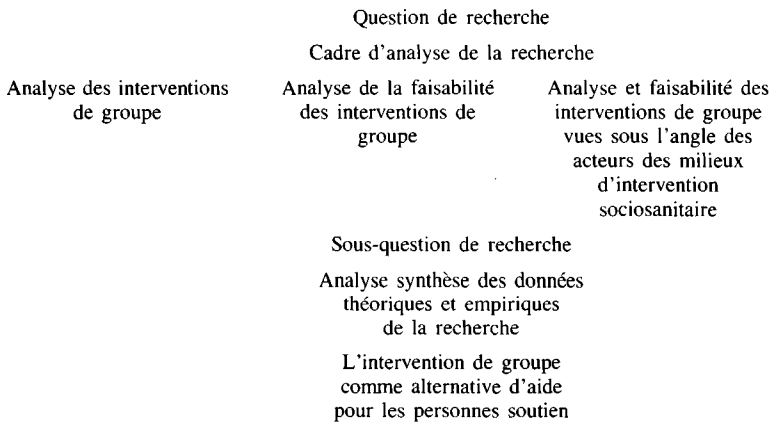 Question de recherche
Cadre d'analyse de la recherche
Analyse des interventions
de groupe
Analyse de la faisabilité
des interventions de
groupe
Analyse et faisabilité des
interventions de groupe
vues sous l'angle des
acteurs des milieux
d'intervention
sociosanitaire
Sous-question de recherche
Analyse synthèse des données
théoriques et empiriques
de la recherche
L'intervention de groupe
comme alternative d'aide
pour les personnes soutien